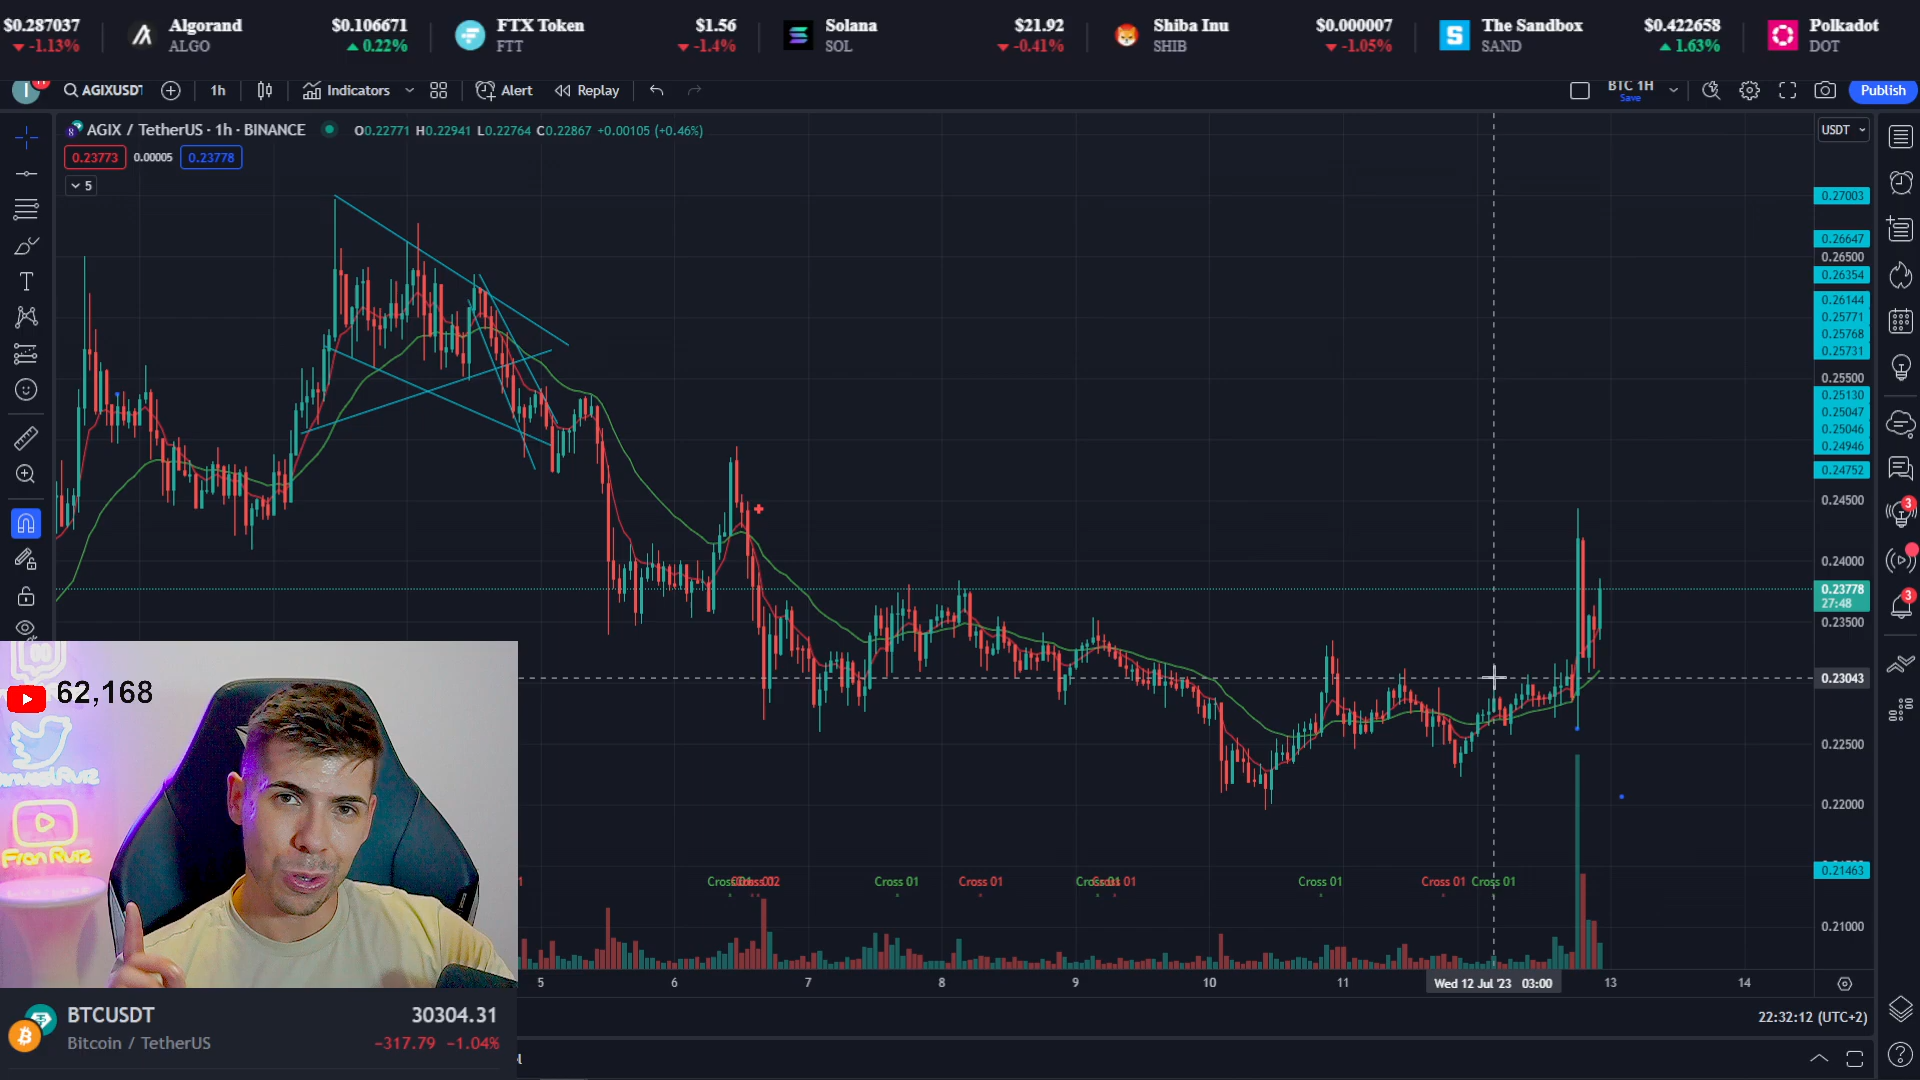 $0.287037
-1.13%
Algorand
ALGO
$0.106671
0.22%
FTX Token
FTT
$1.56
-1.4%
Solana
SOL
$21.92
-0.41%
Shiba Inu
SHIB
$0.000007
-1.05%
The Sandbox
SAND
$0.422658
1.63%
Polkadot
DOT
AGIXUSDT
1h
Indicators
Alert
Replay
BTC 1H
Save
Publish
AGIX / TetherUS · 1h · BINANCE
O0.22771 H0.22941 L0.22764 C0.22867 +0.00105 (+0.46%)
USDT
0.23773
0.00005
0.23778
5
0.27003
0.26647
0.26500
0.26354
0.26144
0.25771
0.25768
0.25731
0.25500
0.25130
0.25047
0.25046
0.24946
0.24752
0.24500
0.24000
0.23778
27:48
0.23500
0.23043
0.22500
0.22000
0.21463
0.21000
3
3
62,168
Fran Ruiz
Cross 01
Cross 01
Cross 01
Cross 01
Cross 01
Cross 01
5
6
7
8
9
10
11
Wed 12 Jul '23 03:00
13
14
BTCUSDT
30304.31
Bitcoin / TetherUS
-317.79 -1.04%
22:32:12 (UTC+2)